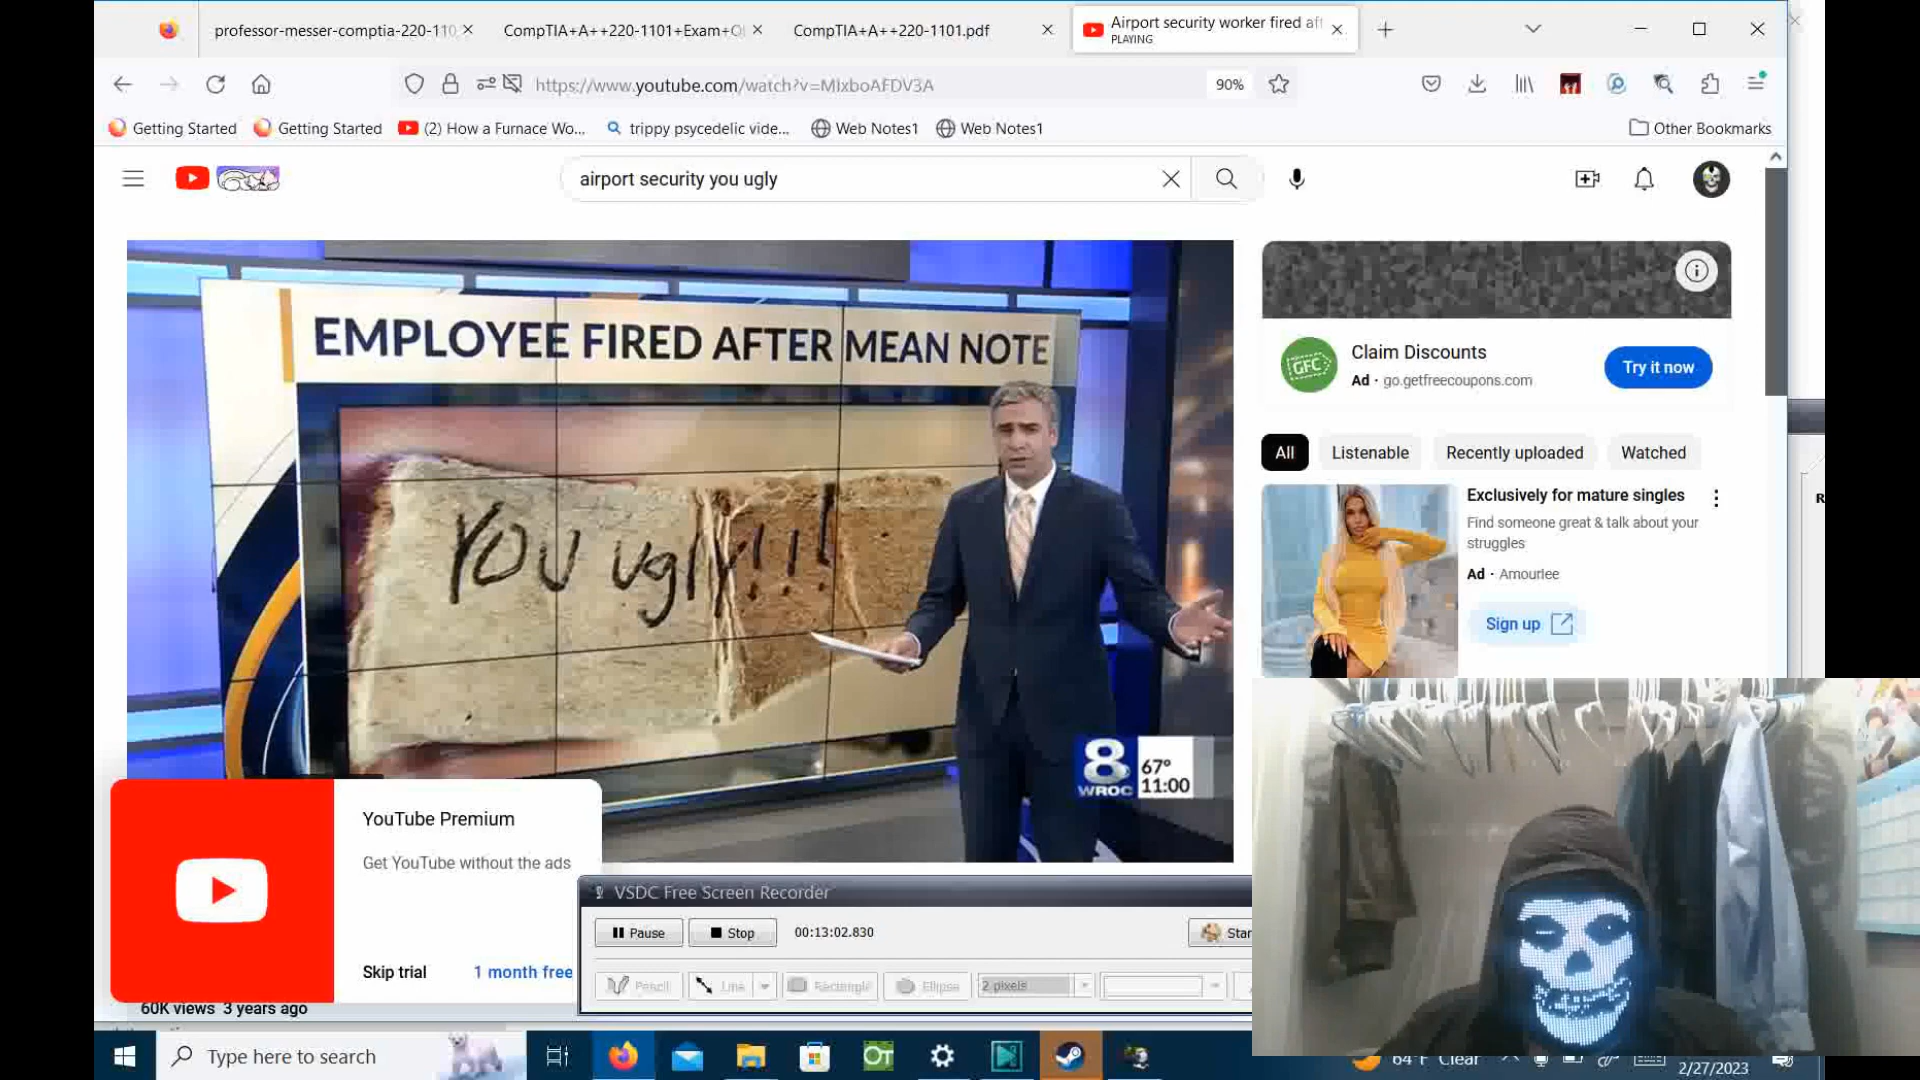 professor-messer-comptia-220-110
CompTIA+A++220-1101+Exam+Q
CompTIA+A++220-1101.pdf
Airport security worker fired af
PLAYING
https://www.youtube.com/watch?v=MIxboAFDV3A
90%
Getting Started
Getting Started
(2) How a Furnace Wo...
trippy psycedelic vide...
Web Notes1
Web Notes1
Other Bookmarks
airport security you ugly
EMPLOYEE FIRED AFTER MEAN NOTE
YOU ugly!!!
8
WROC
67°
11:00
GFC
Claim Discounts
Ad · go.getfreecoupons.com
Try it now
All
Listenable
Recently uploaded
Watched
Exclusively for mature singles
Find someone great & talk about your
struggles
Ad · Amourlee
Sign up
R
YouTube Premium
Get YouTube without the ads
Skip trial
1 month free
60K views 3 years ago
VSDC Free Screen Recorder
Pause
Stop
00:13:02.830
Star
Pencil
Line
Rectangle
Ellipse
2 pixels
Type here to search
OT
64°F Clear
2/27/2023